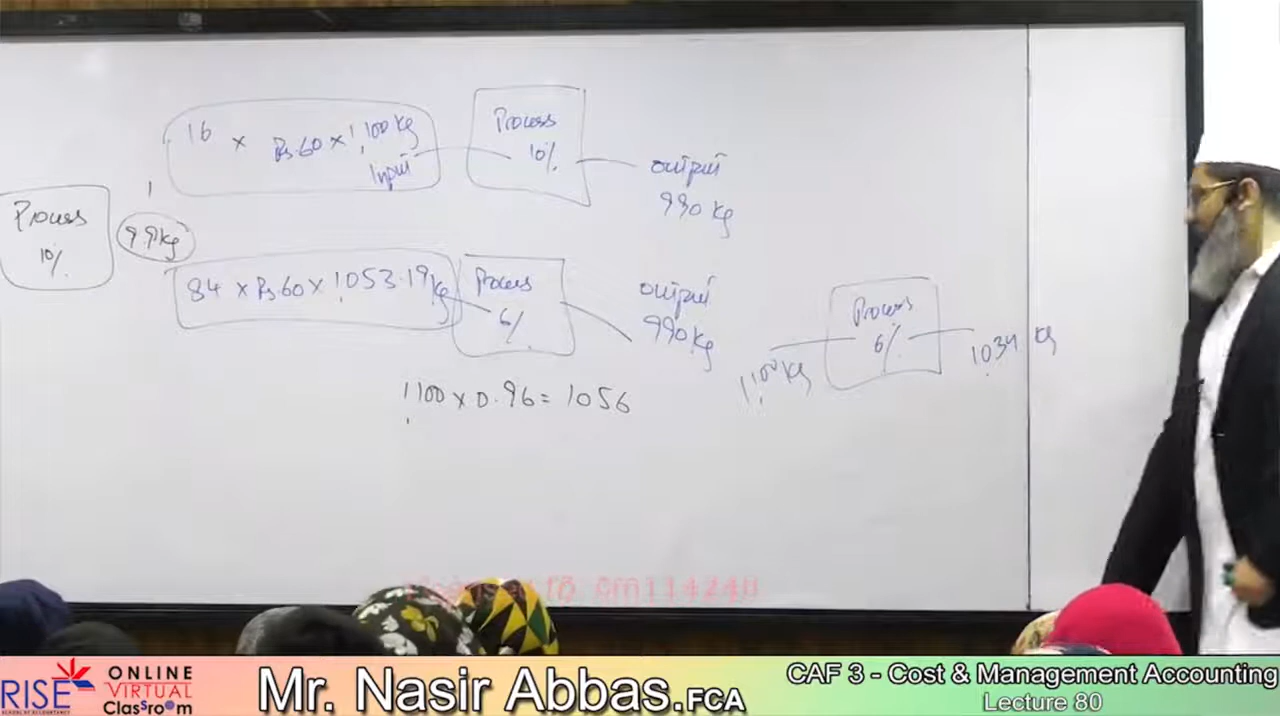 16 × Rs.60 × 1,100 Kg
Input
Process
10%
output
990 Kg
Process
10%
99Kg
84 × Rs.60 × 1053.19 Kg
Process
6%
output
990 Kg
1100 Kg
Process
6%
1034 Kg
1100 × 0.96 = 1056
RISE
ONLINE
VIRTUAL
ClassroOm
Mr. Nasir Abbas.FCA
CAF 3 - Cost & Management Accounting
Lecture 80